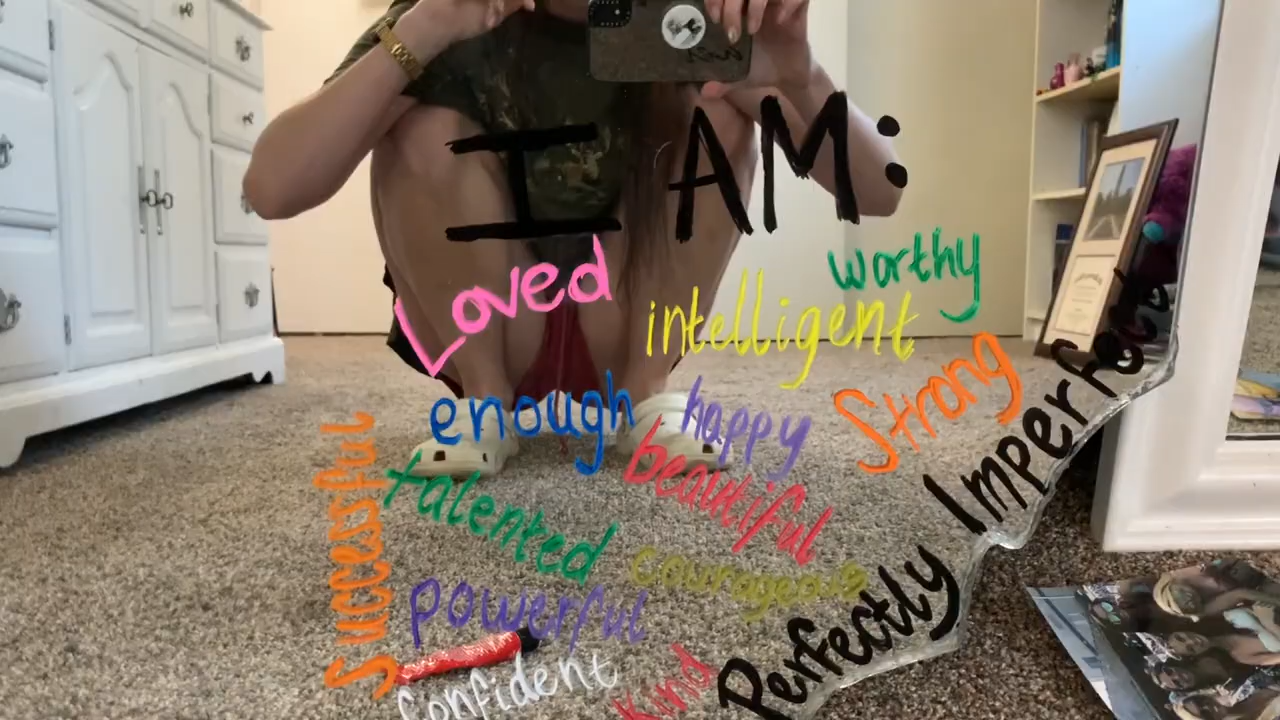 I AM:
Loved
worthy
intelligent
Strong
enough
happy
beautiful
Successful
talented
courageous
powerful
confident
Kind
Perfectly Imperfect